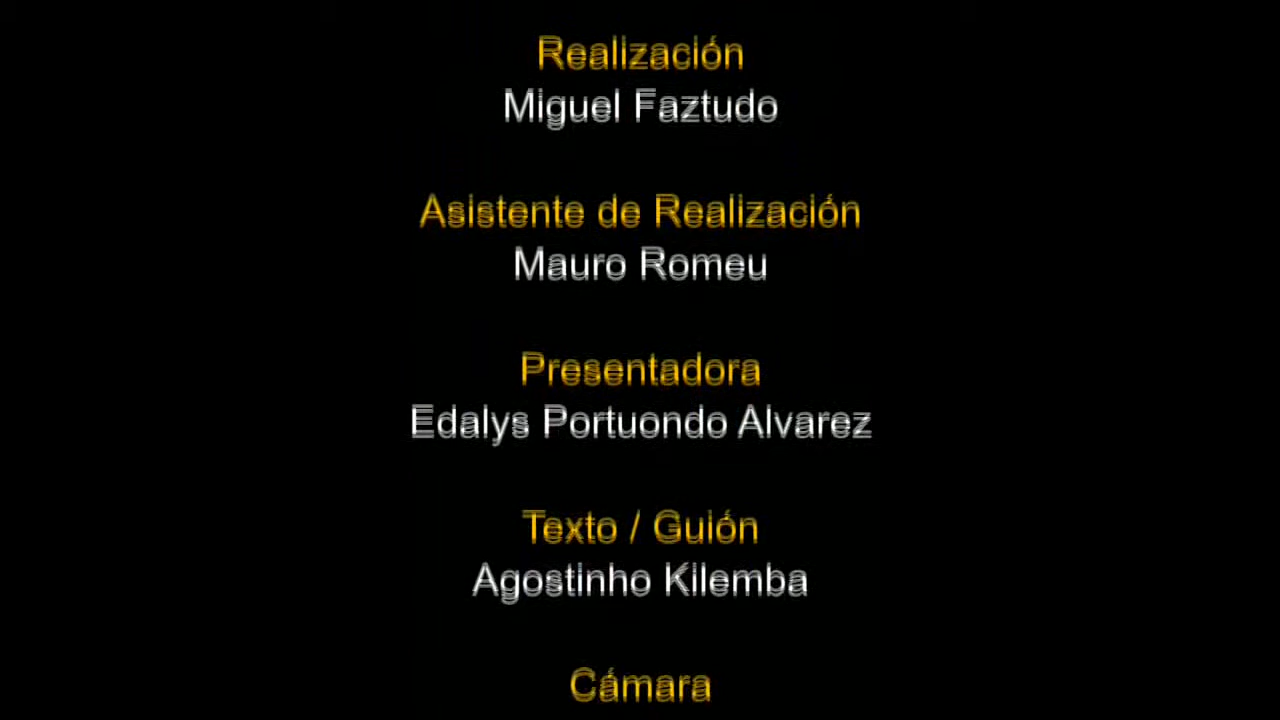 Realización
Miguel Faztudo
Asistente de Realización
Mauro Romeu
Presentadora
Edalys Portuondo Alvarez
Texto / Guión
Agostinho Kilemba
Cámara